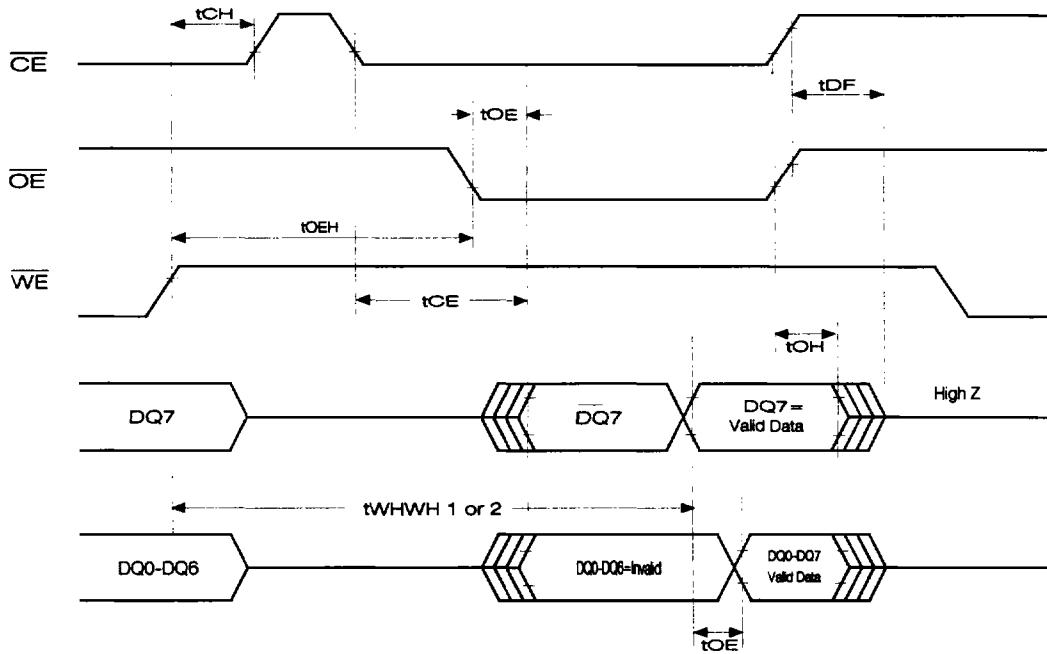 tCH
CE
tDF
tOE
OE
tOEH
WE
tCE
tOH
DQ7
DQ7
DQ7 =
Valid Data
High Z
tWHWH 1 or 2
DQ0-DQ6
DQ0-DQ6=Invalid
DQ0-DQ7
Valid Data
tOE